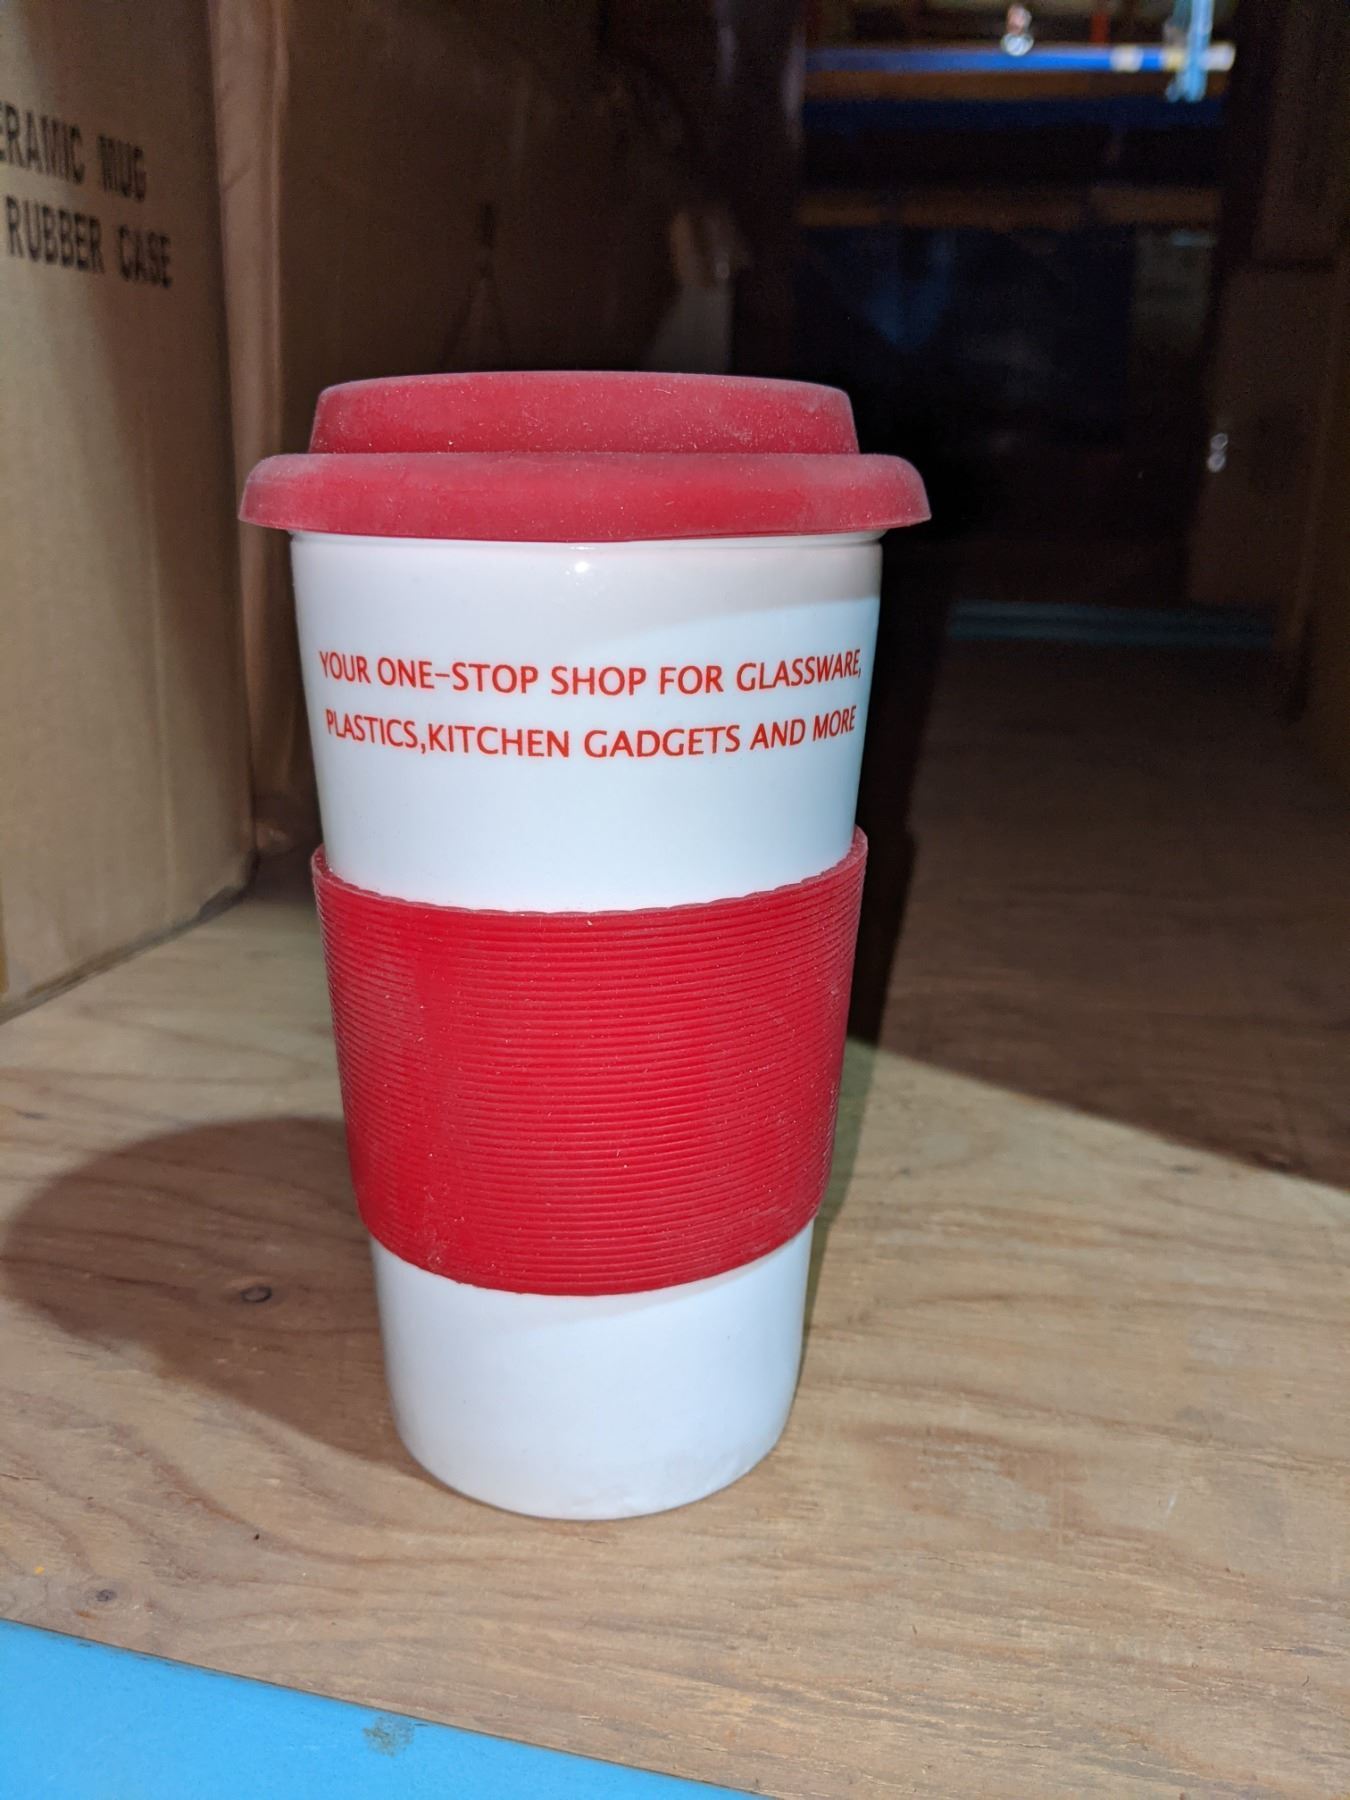 ERAMIC MUG
RUBBER CASE
YOUR ONE-STOP SHOP FOR GLASSWARE,
PLASTICS,KITCHEN GADGETS AND MORE